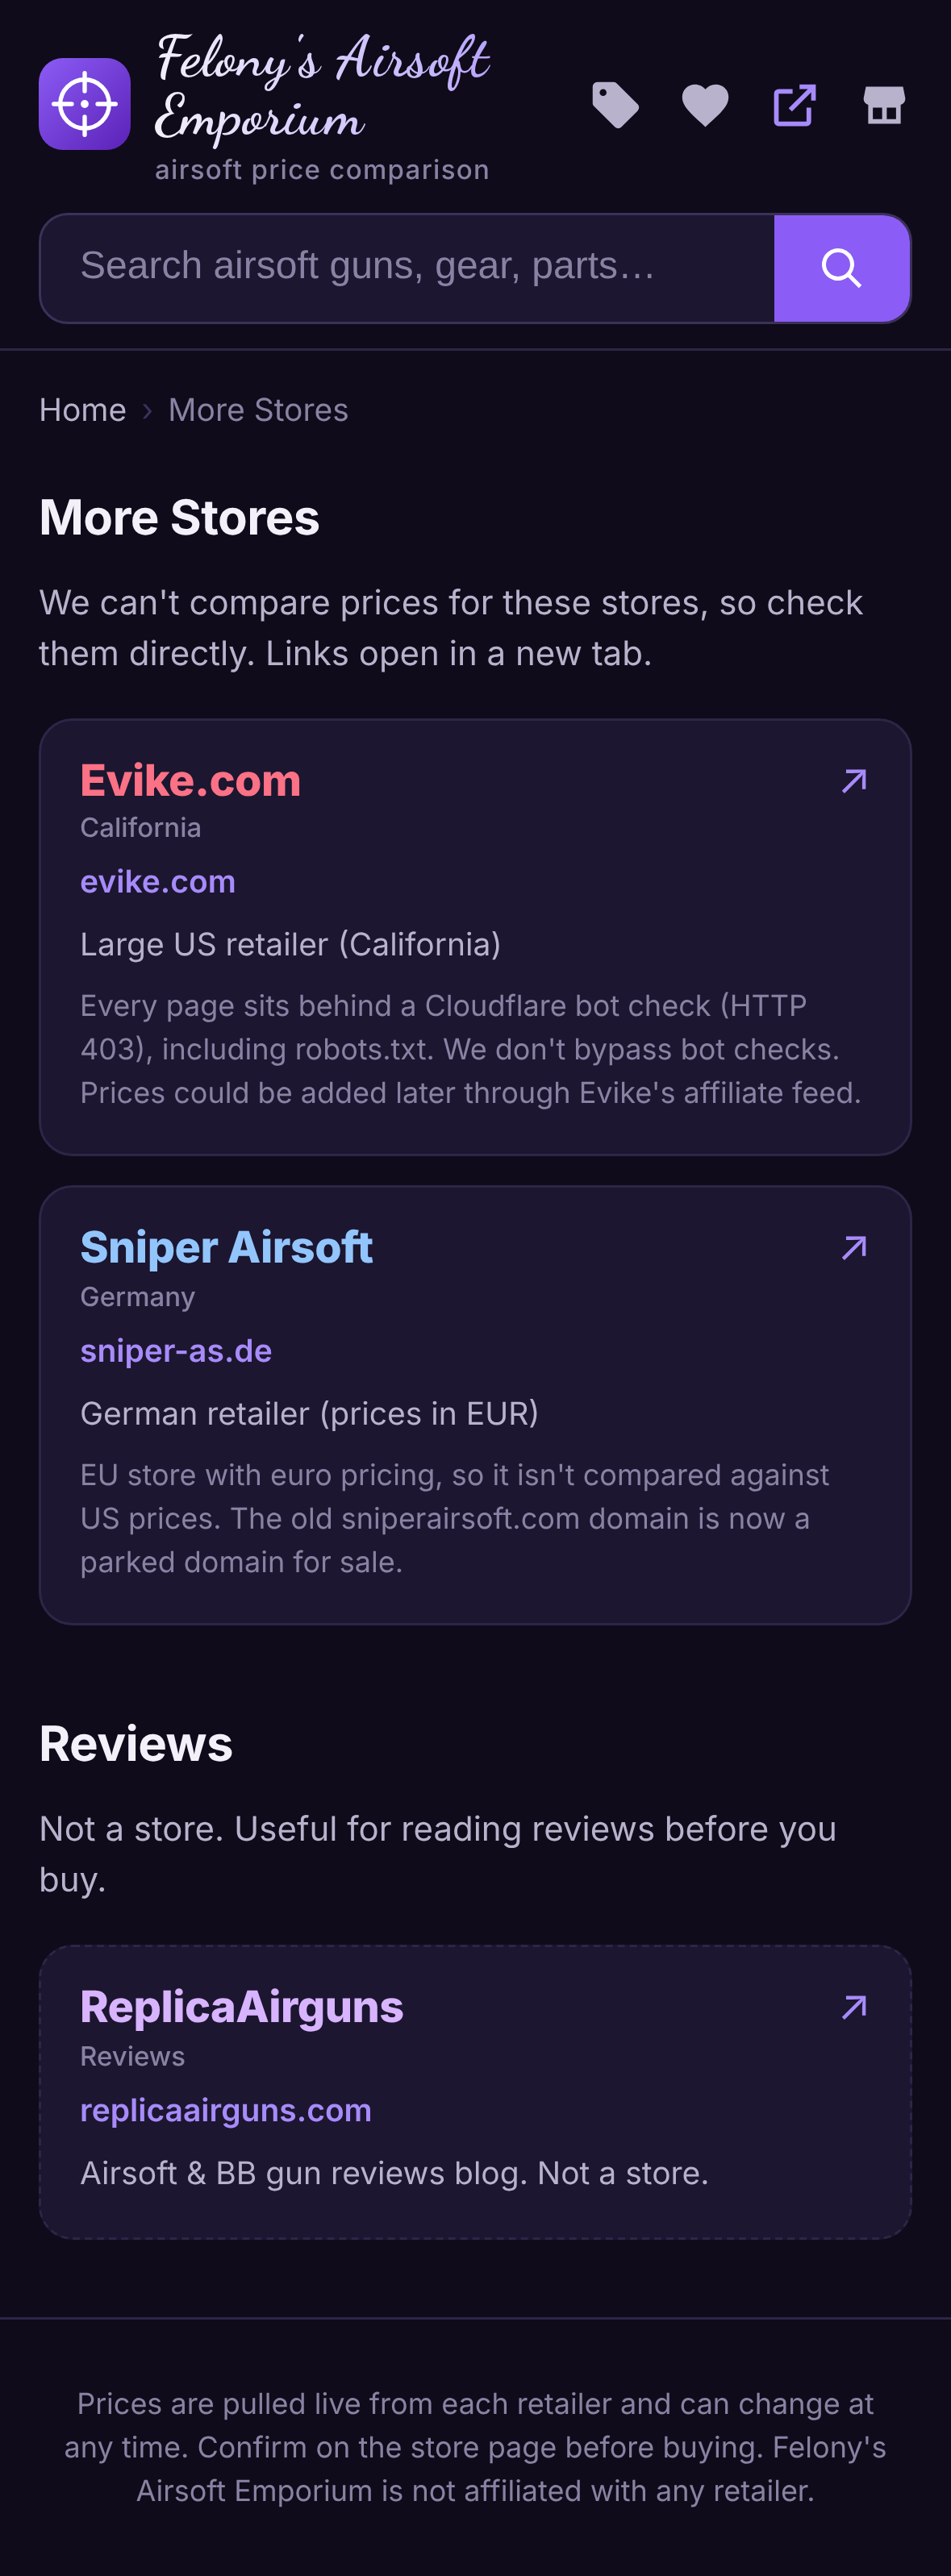 Felony's Airsoft
Emporium
airsoft price comparison
Search airsoft guns, gear, parts…
Home › More Stores
More Stores
We can't compare prices for these stores, so check
them directly. Links open in a new tab.
Evike.com
California
evike.com
Large US retailer (California)
Every page sits behind a Cloudflare bot check (HTTP
403), including robots.txt. We don't bypass bot checks.
Prices could be added later through Evike's affiliate feed.
Sniper Airsoft
Germany
sniper-as.de
German retailer (prices in EUR)
EU store with euro pricing, so it isn't compared against
US prices. The old sniperairsoft.com domain is now a
parked domain for sale.
Reviews
Not a store. Useful for reading reviews before you
buy.
ReplicaAirguns
Reviews
replicaairguns.com
Airsoft & BB gun reviews blog. Not a store.
Prices are pulled live from each retailer and can change at
any time. Confirm on the store page before buying. Felony's
Airsoft Emporium is not affiliated with any retailer.